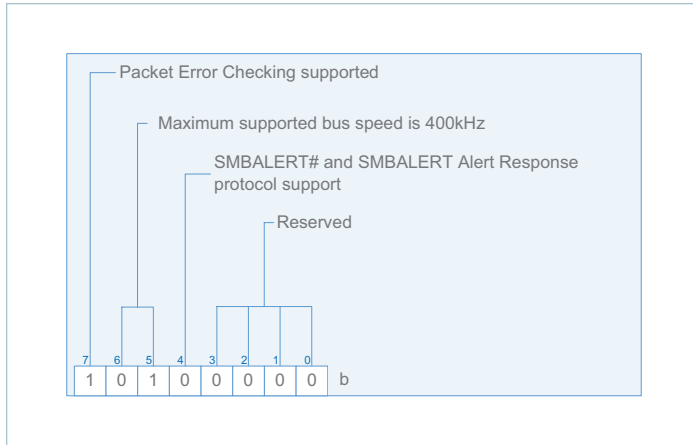 Packet Error Checking supported
Maximum supported bus speed is 400kHz
SMBALERT# and SMBALERT Alert Response
protocol support
Reserved
7 6 5 4 3 2 1 0
1 0 1 0 0 0 0 0 b